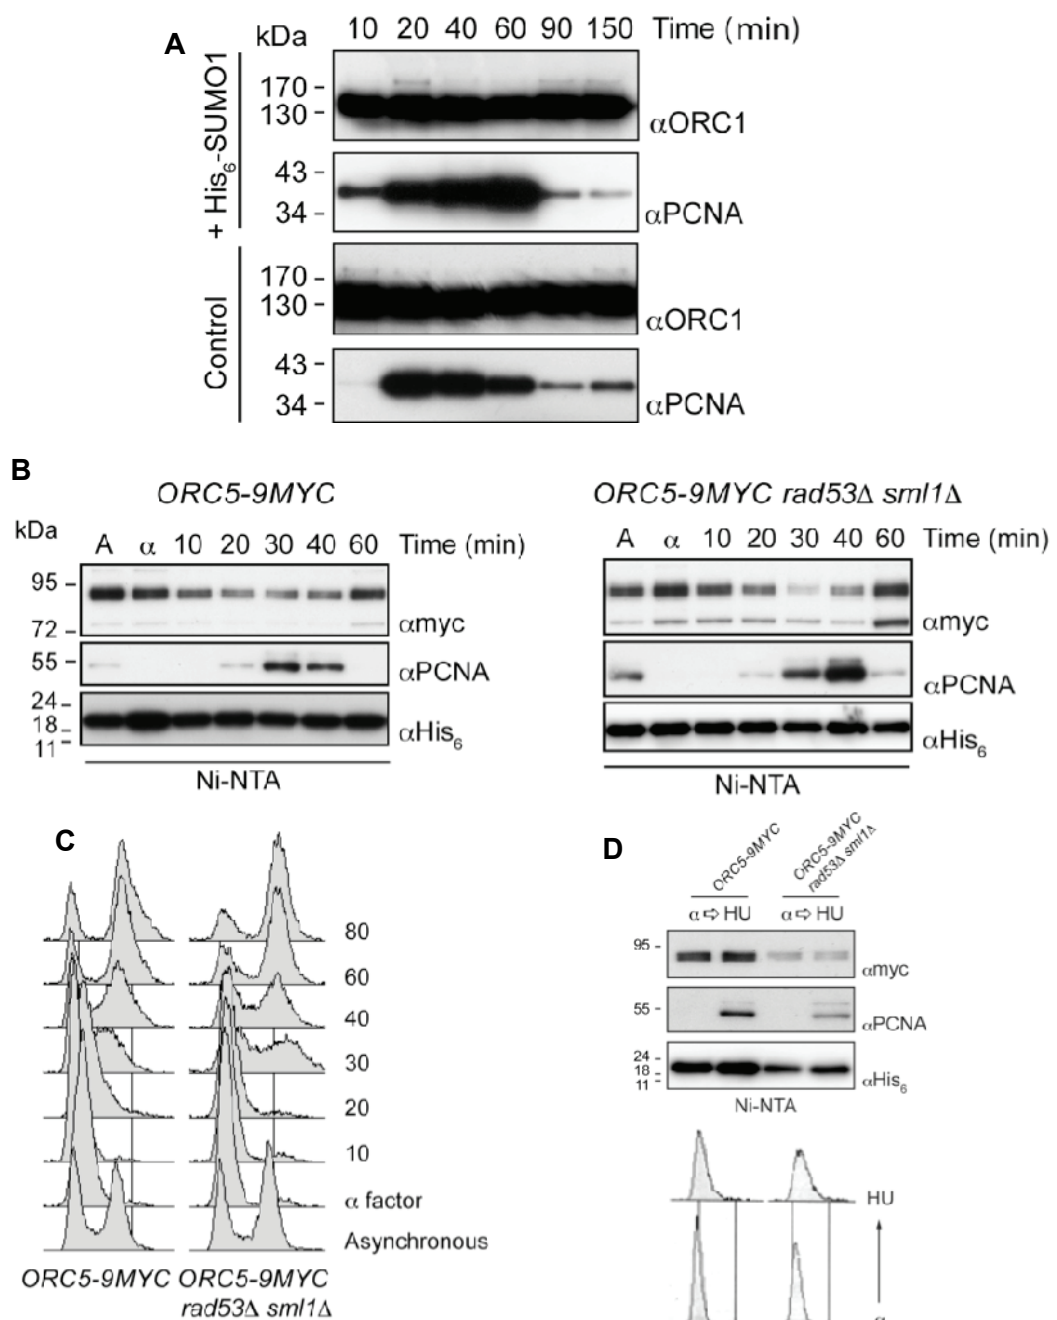 A
kDa
10 20 40 60 90 150 Time (min)
+ His6-SUMO1
170
130
αORC1
43
34
αPCNA
Control
170
130
αORC1
43
34
αPCNA
B
ORC5-9MYC
kDa
A α 10 20 30 40 60 Time (min)
95
72
αmyc
55
αPCNA
24
18
11
αHis6
Ni-NTA
ORC5-9MYC rad53Δ sml1Δ
A α 10 20 30 40 60 Time (min)
αmyc
αPCNA
αHis6
Ni-NTA
C
80
60
40
30
20
10
α factor
Asynchronous
ORC5-9MYC
ORC5-9MYC
rad53Δ sml1Δ
D
ORC5-9MYC
ORC5-9MYC
rad53Δ sml1Δ
α ⇨ HU α ⇨ HU
95
αmyc
55
αPCNA
24
18
11
αHis6
Ni-NTA
HU